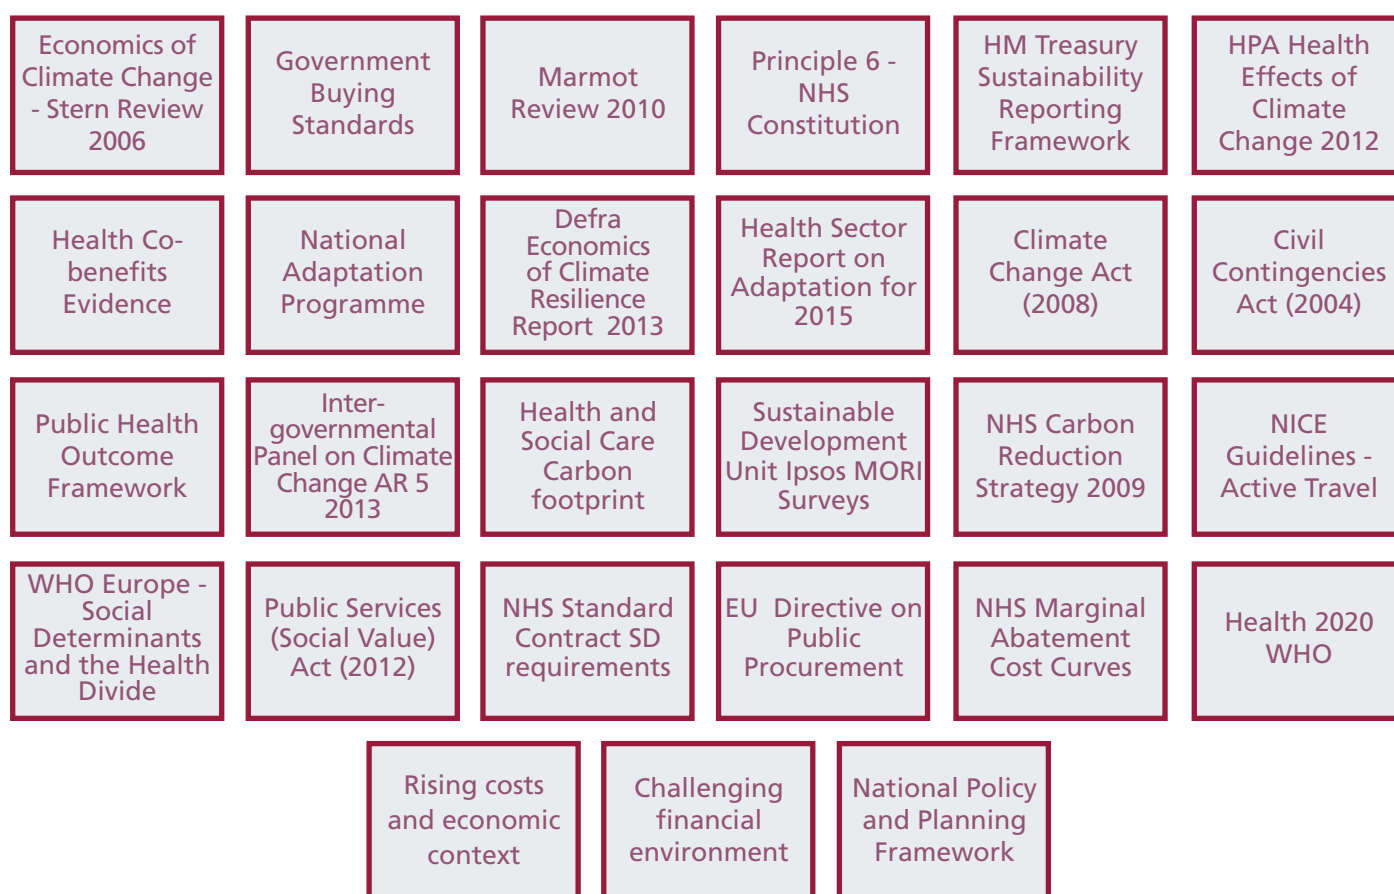 Economics of
Climate Change
- Stern Review
2006
Government
Buying
Standards
Marmot
Review 2010
Principle 6 -
NHS
Constitution
HM Treasury
Sustainability
Reporting
Framework
HPA Health
Effects of
Climate
Change 2012
Health Co-
benefits
Evidence
National
Adaptation
Programme
Defra
Economics
of Climate
Resilience
Report 2013
Health Sector
Report on
Adaptation for
2015
Climate
Change Act
(2008)
Civil
Contingencies
Act (2004)
Public Health
Outcome
Framework
Inter-
governmental
Panel on Climate
Change AR 5
2013
Health and
Social Care
Carbon
footprint
Sustainable
Development
Unit Ipsos MORI
Surveys
NHS Carbon
Reduction
Strategy 2009
NICE
Guidelines -
Active Travel
WHO Europe -
Social
Determinants
and the Health
Divide
Public Services
(Social Value)
Act (2012)
NHS Standard
Contract SD
requirements
EU Directive on
Public
Procurement
NHS Marginal
Abatement
Cost Curves
Health 2020
WHO
Rising costs
and economic
context
Challenging
financial
environment
National Policy
and Planning
Framework